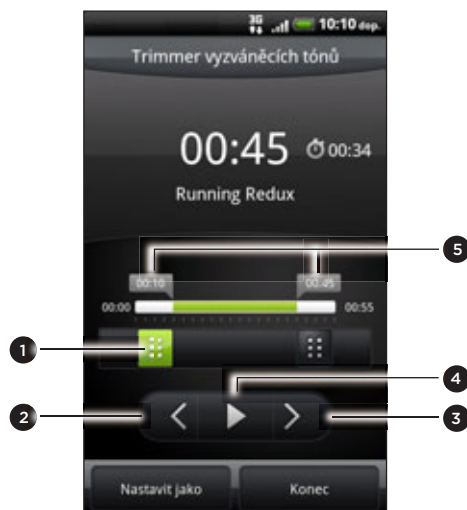 3G 10:10 dop.
Trimmer vyzváněcích tónů
00:45 00:34
Running Redux
5
00:10 00:45
00:00 00:55
1
4
2 3
Nastavit jako Konec